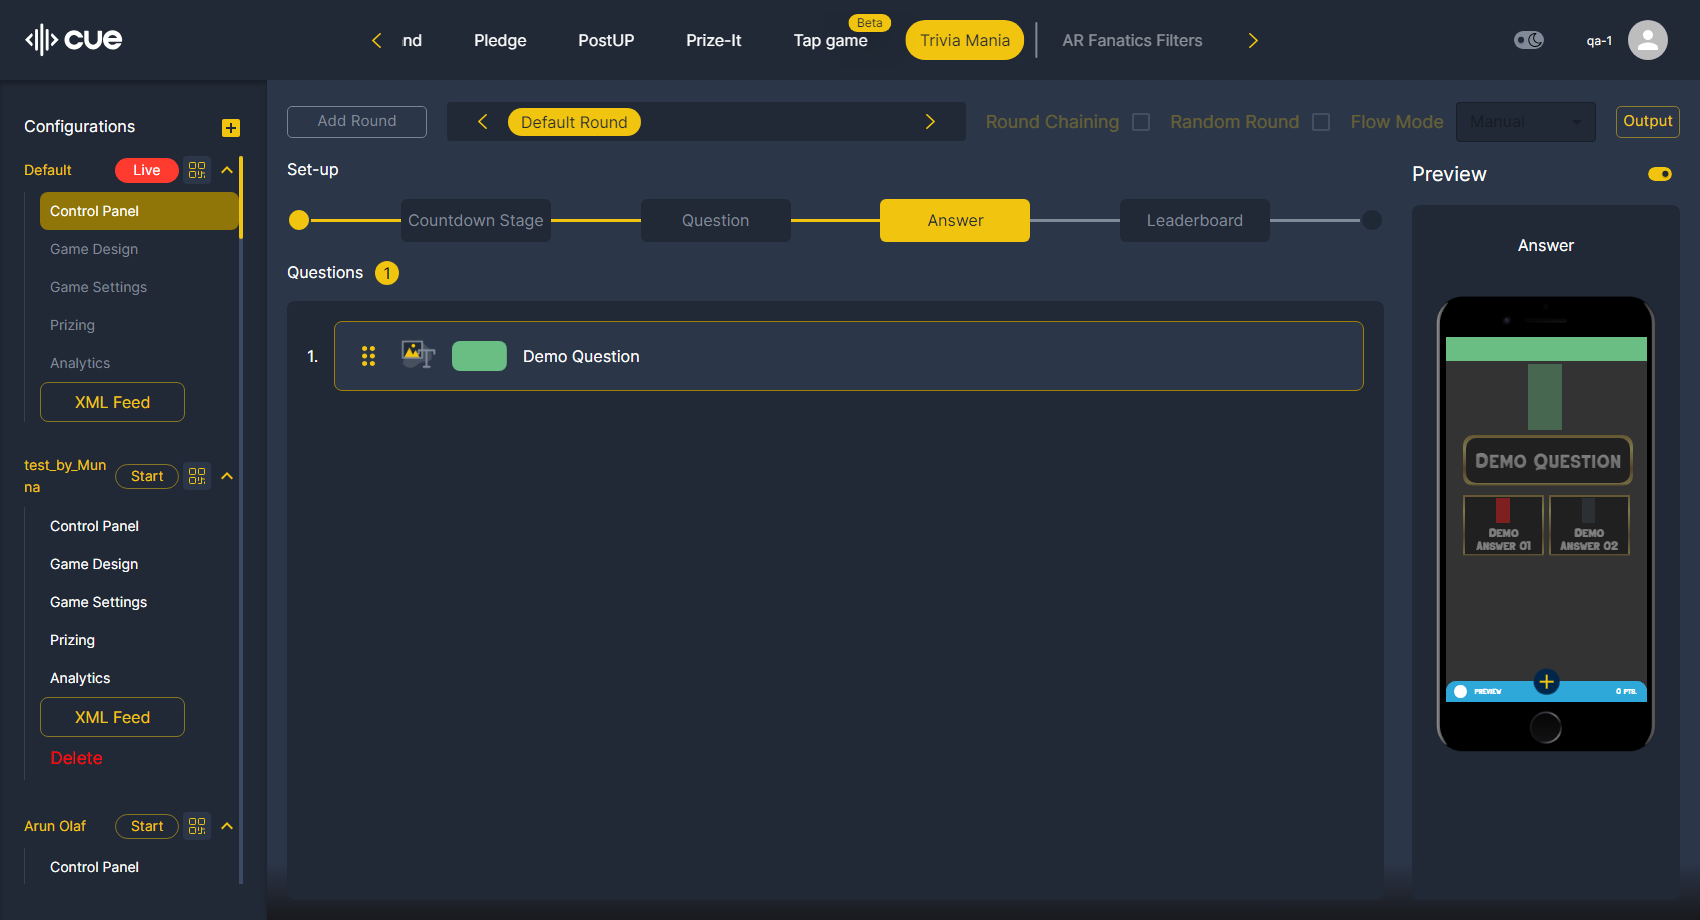 cue
nd
Pledge
PostUP
Prize-It
Tap game
Beta
Trivia Mania
AR Fanatics Filters
qa-1
Configurations
Default
Live
Control Panel
Game Design
Game Settings
Prizing
Analytics
XML Feed
test_by_Mun
na
Start
Control Panel
Game Design
Game Settings
Prizing
Analytics
XML Feed
Delete
Arun Olaf
Start
Control Panel
Add Round
Default Round
Round Chaining
Random Round
Flow Mode
Manual
Output
Set-up
Countdown Stage
Question
Answer
Leaderboard
Questions 1
1. Demo Question
Preview
Answer
Demo Question
Demo
Answer 01
Demo
Answer 02
PREVIEW
0 PTS.